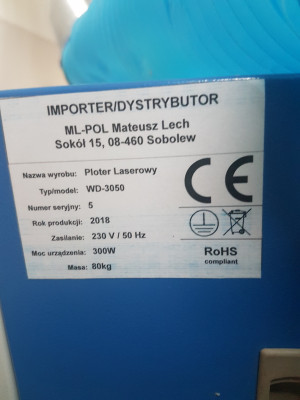 IMPORTER/DYSTRYBUTOR
ML-POL Mateusz Lech
Sokół 15, 08-460 Sobolew
Nazwa wyrobu: Ploter Laserowy
Typ/model: WD-3050
Numer seryjny: 5
Rok produkcji: 2018
Zasilanie: 230 V / 50 Hz
Moc urządzenia: 300W
Masa: 80kg
CE
RoHS
compliant